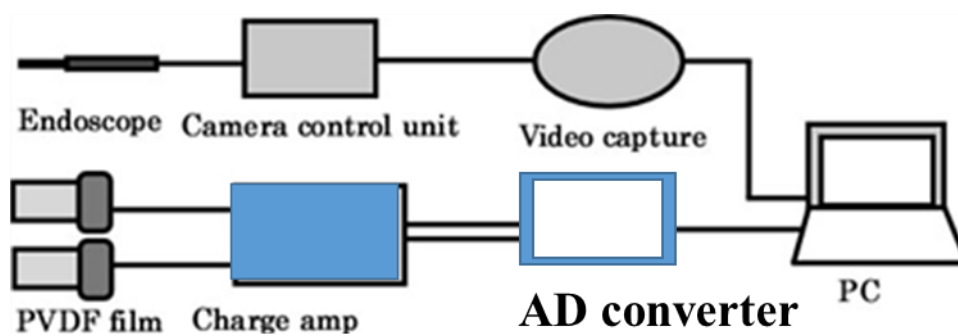 Endoscope
Camera control unit
Video capture
PVDF film
Charge amp
AD converter
PC